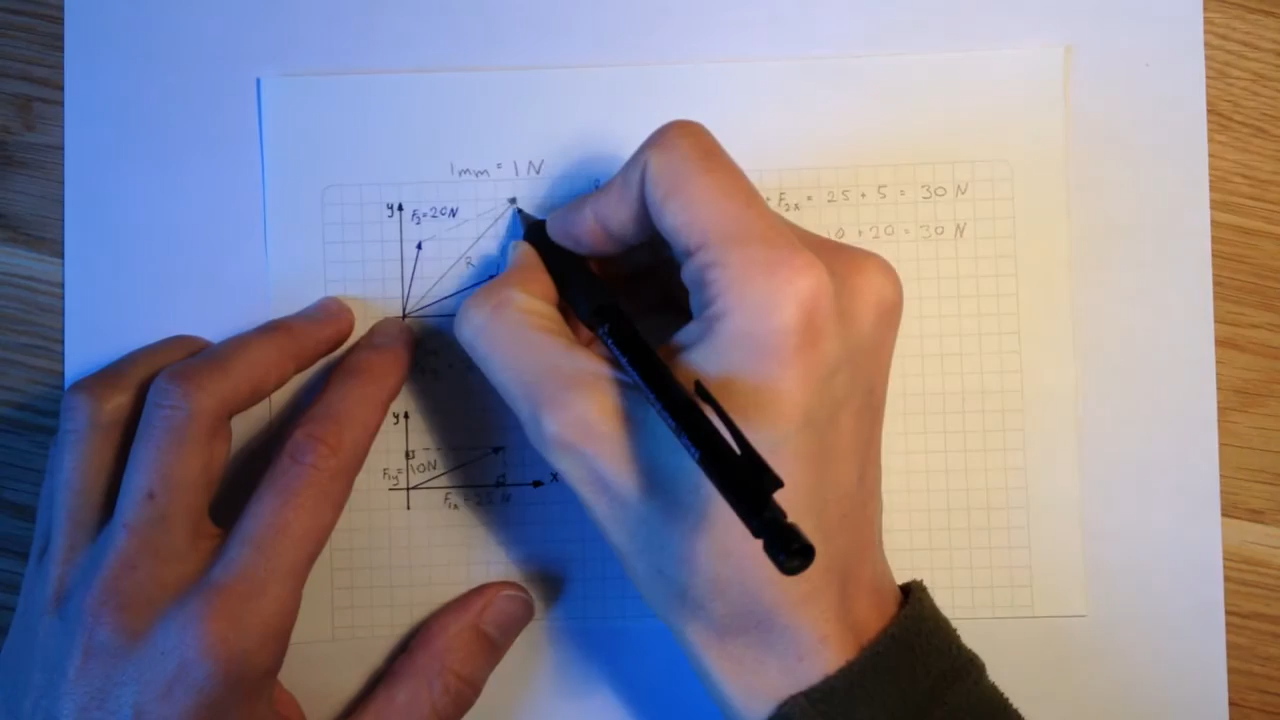 1mm = 1N
y
F₂=20N
R
+ F₂ₓ = 25 + 5 = 30 N
10 + 20 = 30 N
y
F₁y= 10N
x
F₁ₓ = 25 N